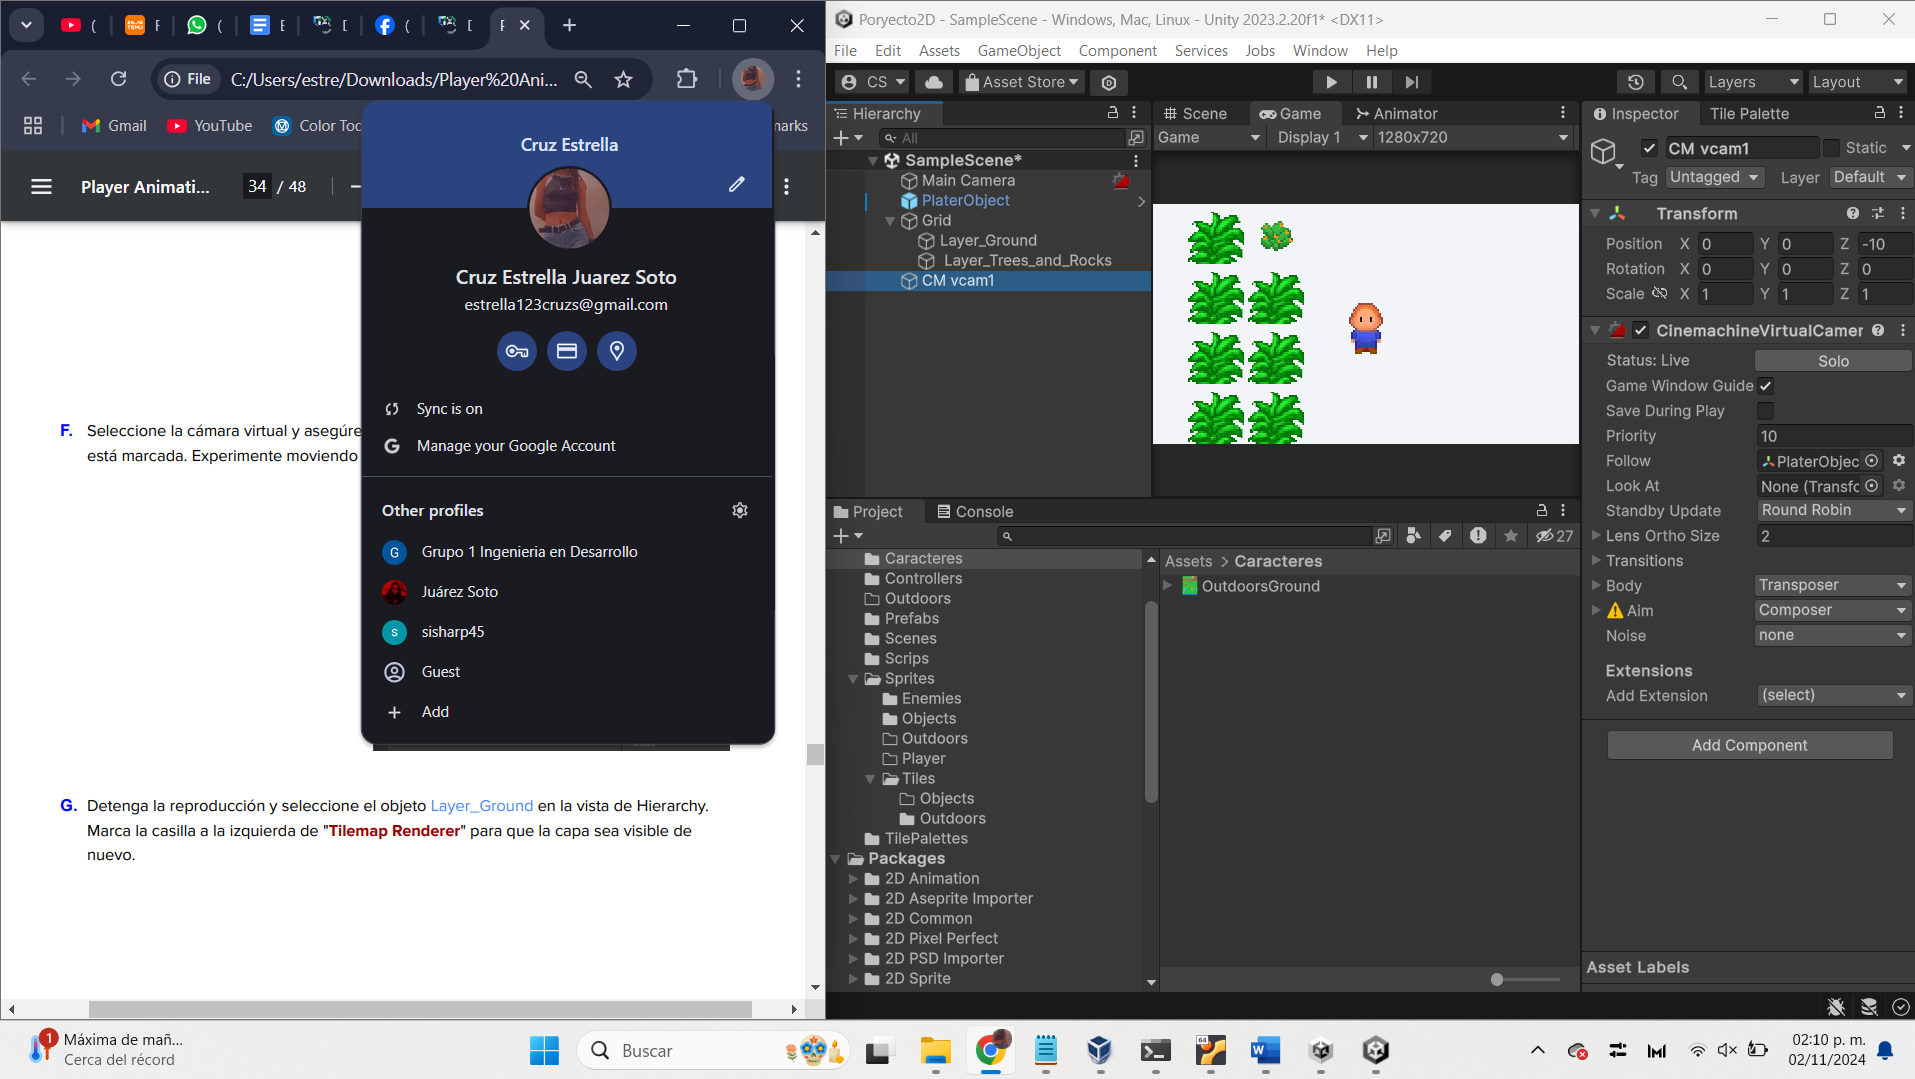 File
C:/Users/estre/Downloads/Player%20Ani...
Gmail
YouTube
Color Toc
marks
Player Animati...
34 / 48
Cruz Estrella
Cruz Estrella Juarez Soto
estrella123cruzs@gmail.com
Sync is on
Manage your Google Account
Other profiles
G
Grupo 1 Ingenieria en Desarrollo
Juárez Soto
s
sisharp45
Guest
Add
F. Seleccione la cámara virtual y asegúre
está marcada. Experimente moviendo
G. Detenga la reproducción y seleccione el objeto Layer_Ground en la vista de Hierarchy.
Marca la casilla a la izquierda de "Tilemap Renderer" para que la capa sea visible de
nuevo.
Poryecto2D - SampleScene - Windows, Mac, Linux - Unity 2023.2.20f1* <DX11>
File Edit Assets GameObject Component Services Jobs Window Help
CS
Asset Store
Layers
Layout
Hierarchy
All
SampleScene*
Main Camera
PlaterObject
Grid
Layer_Ground
Layer_Trees_and_Rocks
CM vcam1
Scene
Game
Animator
Game
Display 1
1280x720
Project
Console
27
Caracteres
Controllers
Outdoors
Prefabs
Scenes
Scrips
Sprites
Enemies
Objects
Outdoors
Player
Tiles
Objects
Outdoors
TilePalettes
Packages
2D Animation
2D Aseprite Importer
2D Common
2D Pixel Perfect
2D PSD Importer
2D Sprite
Assets > Caracteres
OutdoorsGround
Inspector
Tile Palette
CM vcam1
Static
Tag Untagged Layer Default
Transform
Position X 0 Y 0 Z -10
Rotation X 0 Y 0 Z 0
Scale X 1 Y 1 Z 1
CinemachineVirtualCamer
Status: Live Solo
Game Window Guide
Save During Play
Priority 10
Follow PlaterObjec
Look At None (Transfo
Standby Update Round Robin
Lens Ortho Size 2
Transitions
Body Transposer
Aim Composer
Noise none
Extensions
Add Extension (select)
Add Component
Asset Labels
1
Máxima de mañ...
Cerca del récord
Buscar
64
02:10 p. m.
02/11/2024